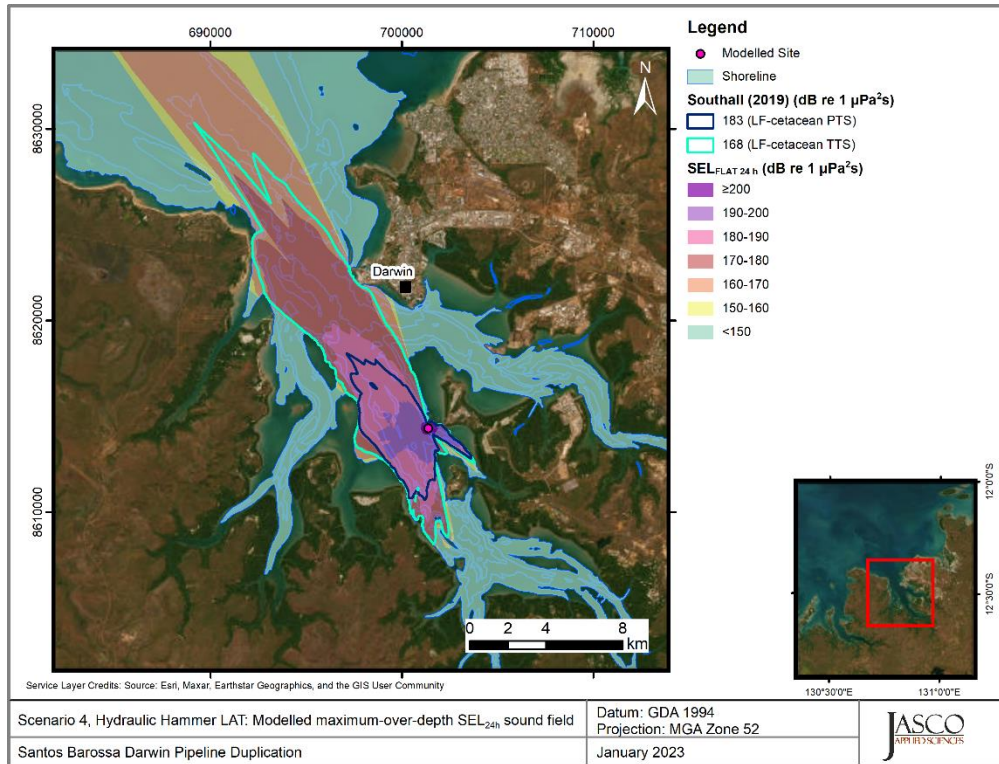 690000
700000
710000
8630000
8620000
8610000
N
Darwin
0 2 4 8
km
Service Layer Credits: Source: Esri, Maxar, Earthstar Geographics, and the GIS User Community
Legend
Modelled Site
Shoreline
Southall (2019) (dB re 1 µPa²s)
183 (LF-cetacean PTS)
168 (LF-cetacean TTS)
SELFLAT 24 h (dB re 1 µPa²s)
≥200
190-200
180-190
170-180
160-170
150-160
<150
12°0'0"S
12°30'0"S
130°30'0"E
131°0'0"E
Scenario 4, Hydraulic Hammer LAT: Modelled maximum-over-depth SEL24h sound field
Datum: GDA 1994
Projection: MGA Zone 52
Santos Barossa Darwin Pipeline Duplication
January 2023
JASCO
APPLIED SCIENCES